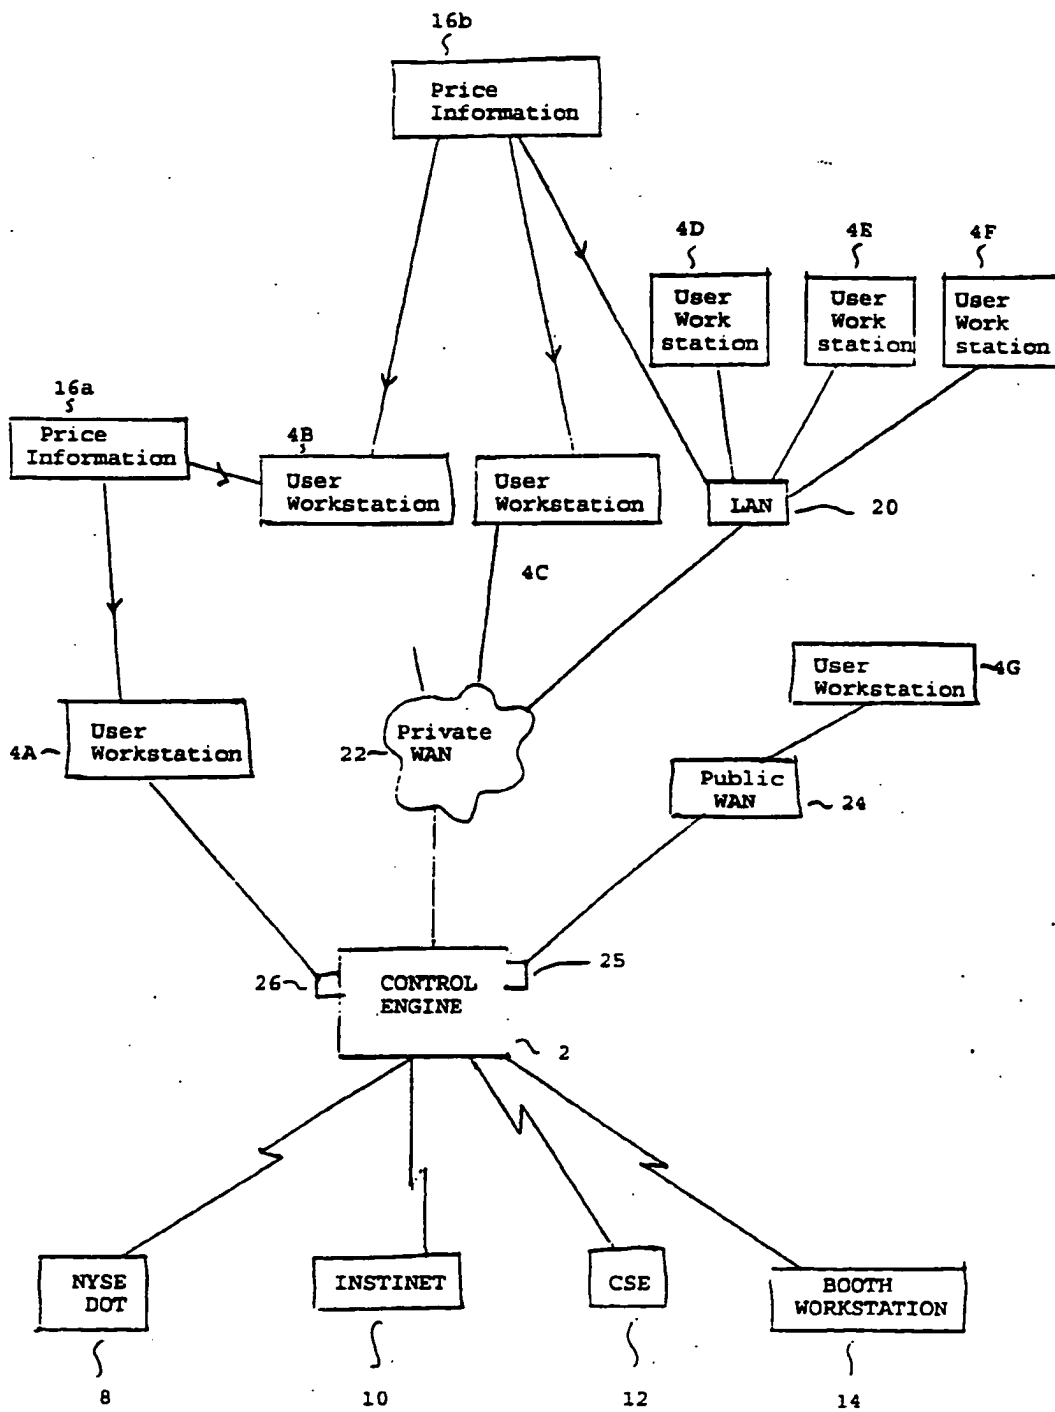 16b
Price
Information
4D
4E
4F
User
Work
station
User
Work
station
User
Work
station
16a
Price
Information
4B
User
Workstation
User
Workstation
LAN
20
4C
User
Workstation
4G
4A
User
Workstation
22
Private
WAN
Public
WAN
24
26
CONTROL
ENGINE
25
2
NYSE
DOT
INSTINET
CSE
BOOTH
WORKSTATION
8
10
12
14